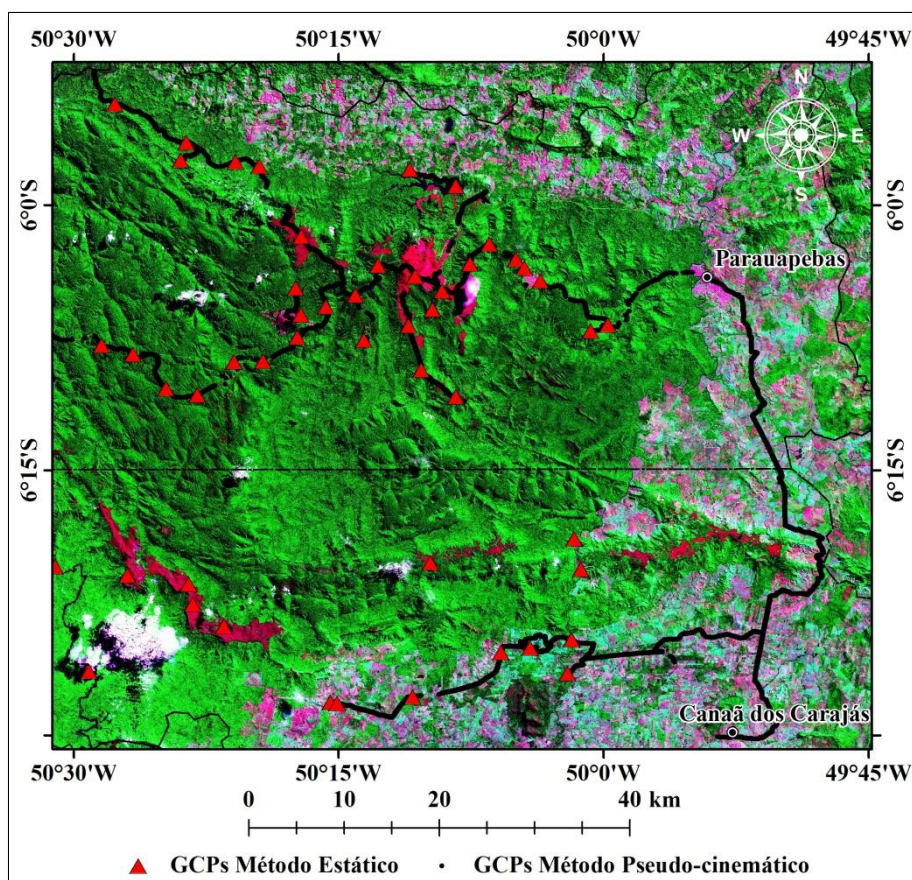 50°30'W 50°15'W 50°0'W 49°45'W
N
W E
S
6°0'S 6°0'S
Parauapebas
6°15'S 6°15'S
Canaã dos Carajás
50°30'W 50°15'W 50°0'W 49°45'W
0 10 20 40 km
GCPs Método Estático GCPs Método Pseudo-cinemático